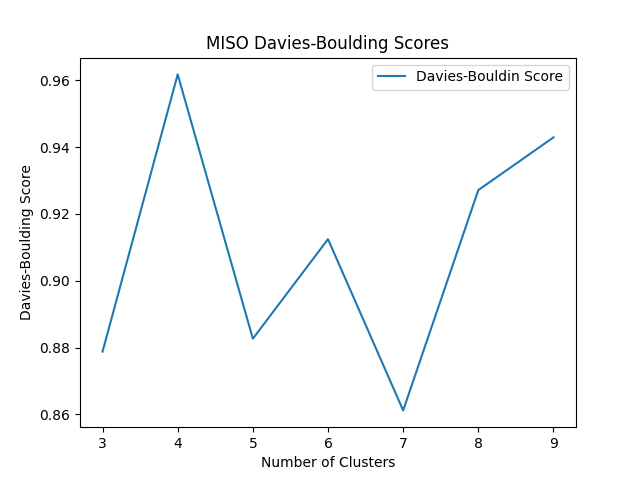 MISO Davies-Boulding Scores
Davies-Bouldin Score
0.96
0.94
0.92
0.90
0.88
0.86
Davies-Boulding Score
3 4 5 6 7 8 9
Number of Clusters